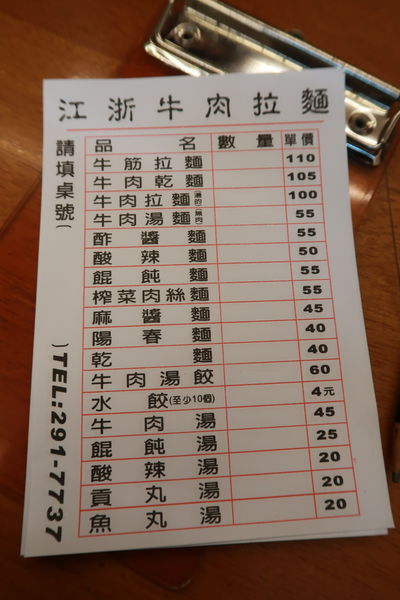 江浙牛肉拉麵
請填桌號( )TEL:291-7737
品名 數量 單價
牛筋拉麵 110
牛肉乾麵 105
牛肉拉麵(湯的) 100
牛肉湯麵(無肉) 55
酢醬麵 55
酸辣麵 50
餛飩麵 55
榨菜肉絲麵 55
麻醬麵 45
陽春麵 40
乾麵 40
牛肉湯餃 60
水餃(至少10個) 4元
牛肉湯 45
餛飩湯 25
酸辣湯 20
貢丸湯 20
魚丸湯 20